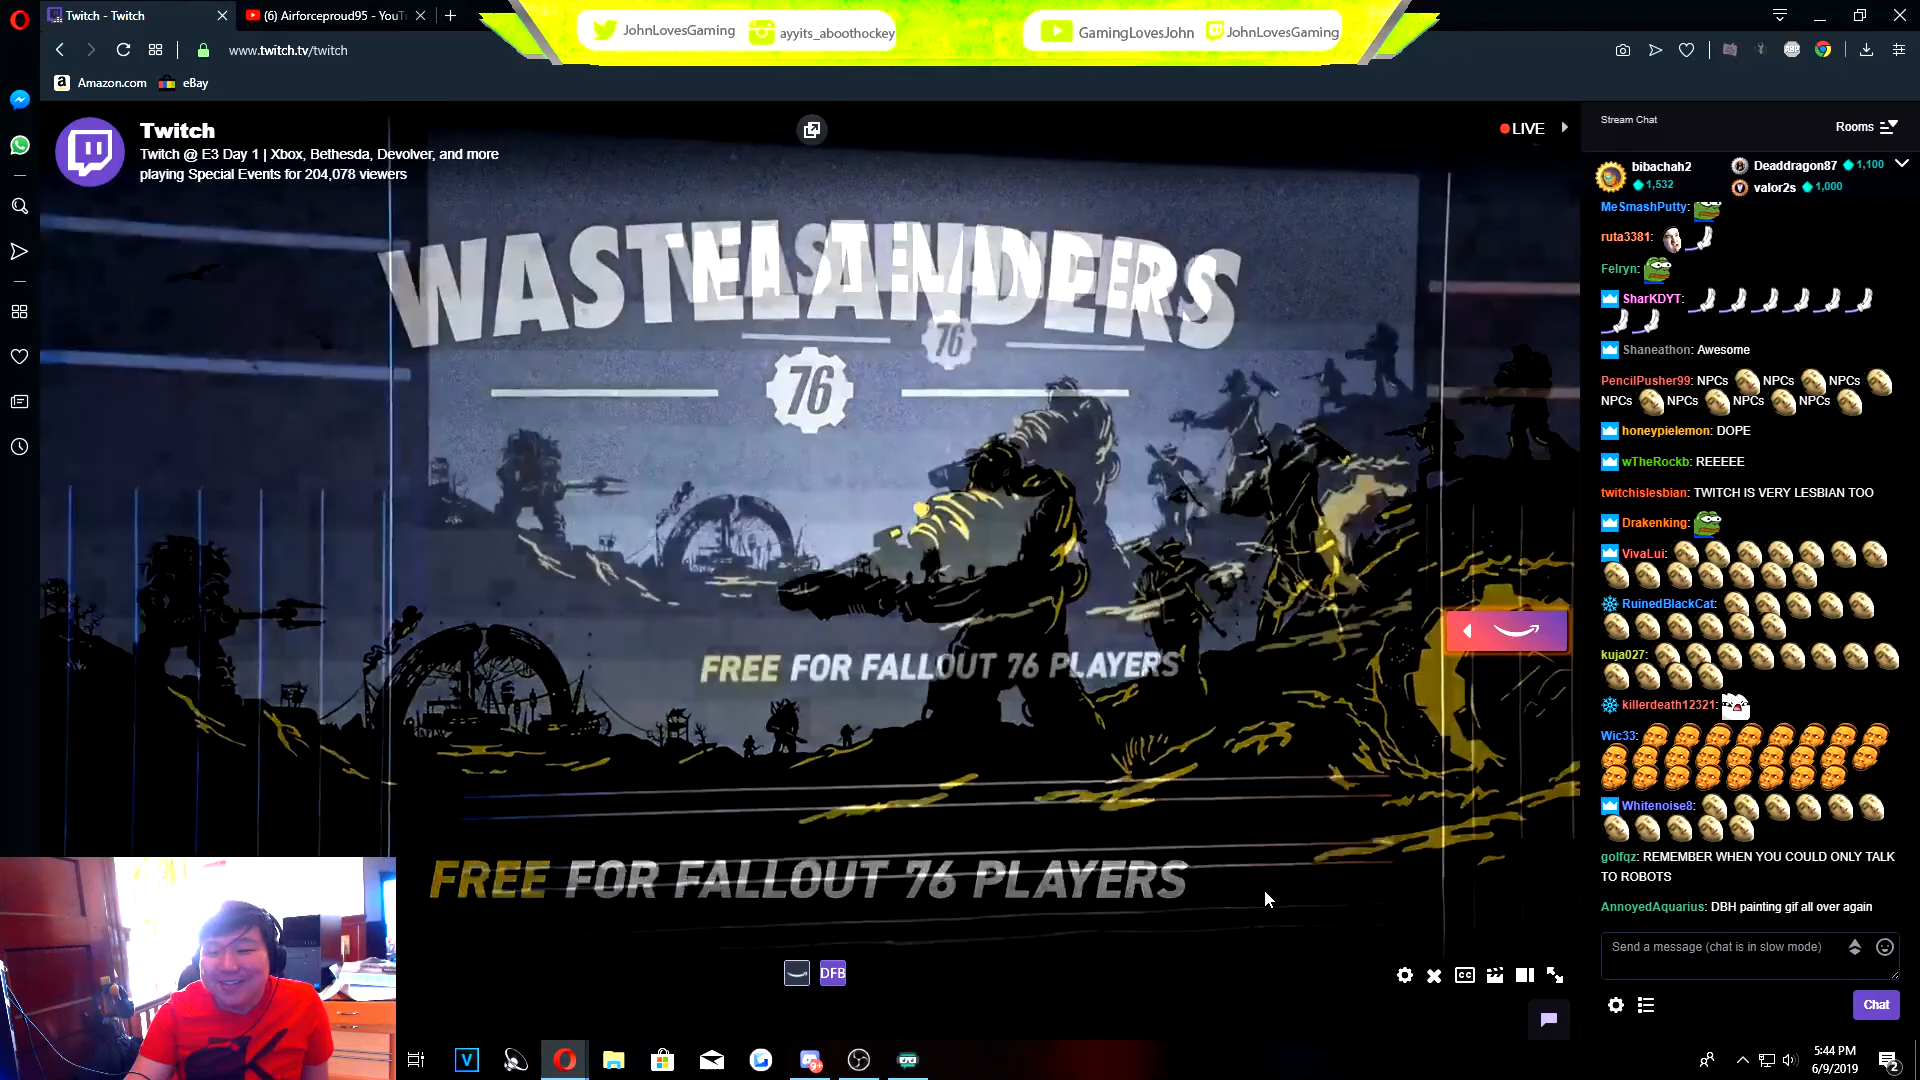 Twitch - Twitch
(6) Airforceproud95 - YouT
JohnLovesGaming
ayyits_aboothockey
GamingLovesJohn
JohnLovesGaming
www.twitch.tv/twitch
ABP
Amazon.com
eBay
Twitch
Twitch @ E3 Day 1 | Xbox, Bethesda, Devolver, and more
playing Special Events for 204,078 viewers
LIVE
WASTELANDERS
WASTELANDERS
76
76
FREE FOR FALLOUT 76 PLAYERS
FREE FOR FALLOUT 76 PLAYERS
DFB
CC
Stream Chat
Rooms
bibachah2
1,532
Deaddragon87 1,100
valor2s 1,000
MeSmashPutty:
ruta3381:
Felryn:
SharKDYT:
Shaneathon: Awesome
PencilPusher99: NPCs NPCs NPCs
NPCs NPCs NPCs NPCs
honeypielemon: DOPE
wTheRockb: REEEEE
twitchislesbian: TWITCH IS VERY LESBIAN TOO
Drakenking:
VivaLui:
RuinedBlackCat:
kuja027:
killerdeath12321:
Wic33:
Whitenoise8:
golfqz: REMEMBER WHEN YOU COULD ONLY TALK
TO ROBOTS
AnnoyedAquarius: DBH painting gif all over again
Send a message (chat is in slow mode)
Chat
V
9+
5:44 PM
6/9/2019
2